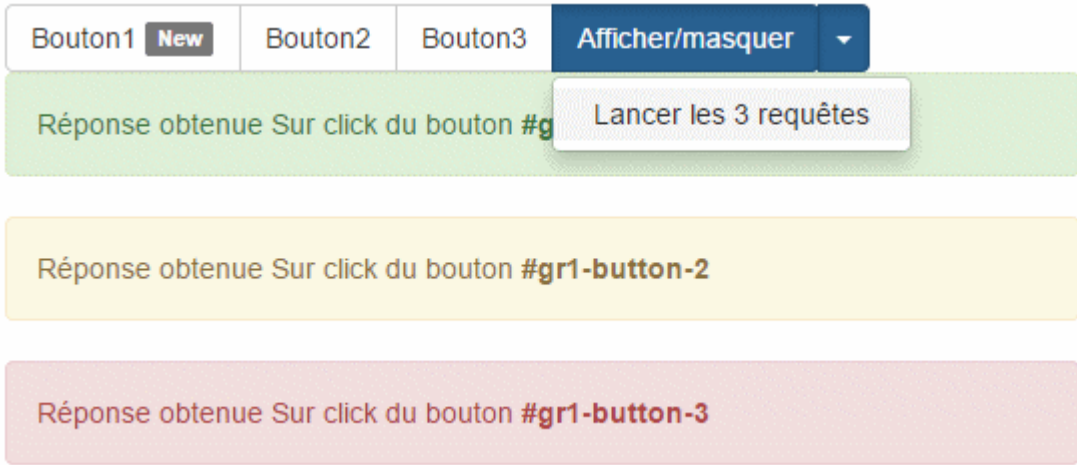 Bouton1 New Bouton2 Bouton3 Afficher/masquer
Lancer les 3 requêtes
Réponse obtenue Sur click du bouton #g
Réponse obtenue Sur click du bouton #gr1-button-2
Réponse obtenue Sur click du bouton #gr1-button-3